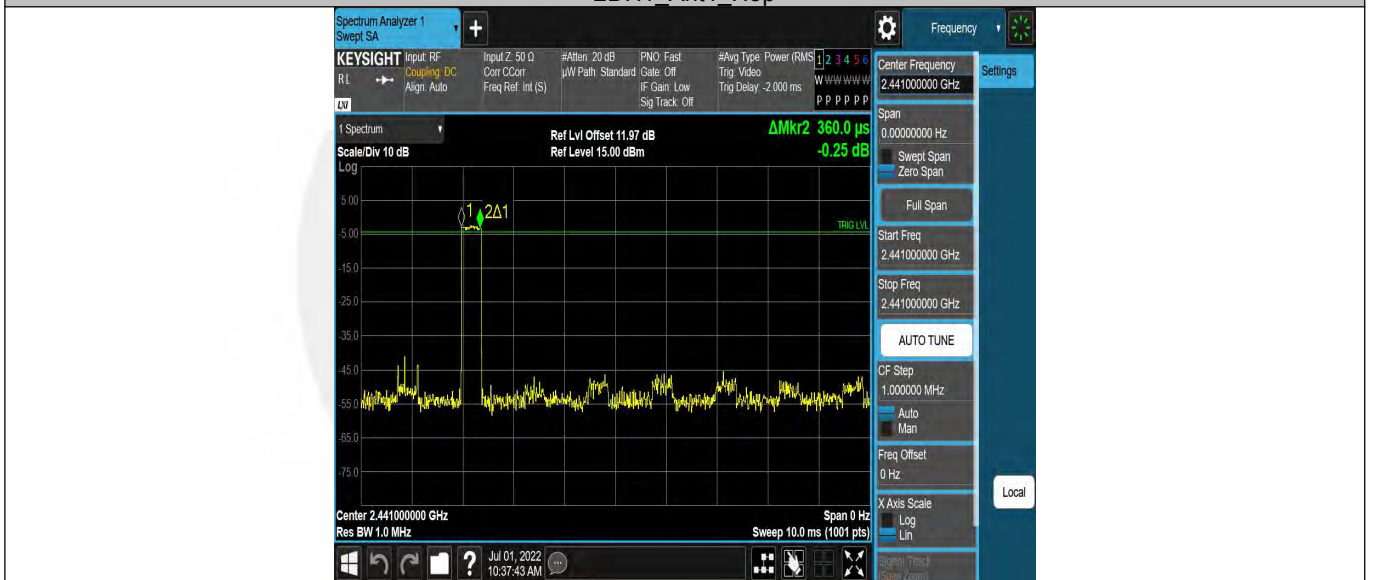 Spectrum Analyzer 1
Swept SA
+
Frequency
KEYSIGHT
RL
LXI
Input: RF
Coupling: DC
Align: Auto
Input Z: 50 Ω
Corr CCorr
Freq Ref: Int (S)
#Atten: 20 dB
µW Path: Standard
PNO: Fast
Gate: Off
IF Gain: Low
Sig Track: Off
#Avg Type: Power (RMS
Trig: Video
Trig Delay: -2.000 ms
1 2 3 4 5 6
W W W W W W
P P P P P P
Center Frequency
2.441000000 GHz
Settings
1 Spectrum
Scale/Div 10 dB
Log
Ref Lvl Offset 11.97 dB
Ref Level 15.00 dBm
ΔMkr2 360.0 µs
-0.25 dB
Span
0.00000000 Hz
Swept Span
Zero Span
Full Span
5.00
-5.00
-15.0
-25.0
-35.0
-45.0
-55.0
-65.0
-75.0
1
2Δ1
TRIG LVL
Start Freq
2.441000000 GHz
Stop Freq
2.441000000 GHz
AUTO TUNE
CF Step
1.000000 MHz
Auto
Man
Freq Offset
0 Hz
X Axis Scale
Log
Lin
Local
Center 2.441000000 GHz
Res BW 1.0 MHz
Span 0 Hz
Sweep 10.0 ms (1001 pts)
?
Jul 01, 2022
10:37:43 AM
Signal Track
(Span Zoom)